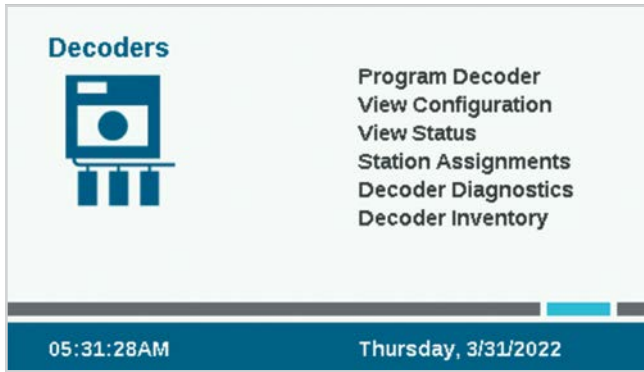 Decoders
Program Decoder
View Configuration
View Status
Station Assignments
Decoder Diagnostics
Decoder Inventory
05:31:28AM
Thursday, 3/31/2022